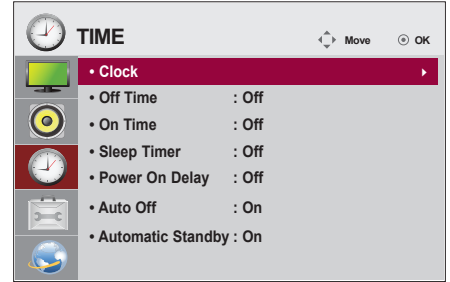 TIME Move OK
• Clock
• Off Time : Off
• On Time : Off
• Sleep Timer : Off
• Power On Delay : Off
• Auto Off : On
• Automatic Standby : On